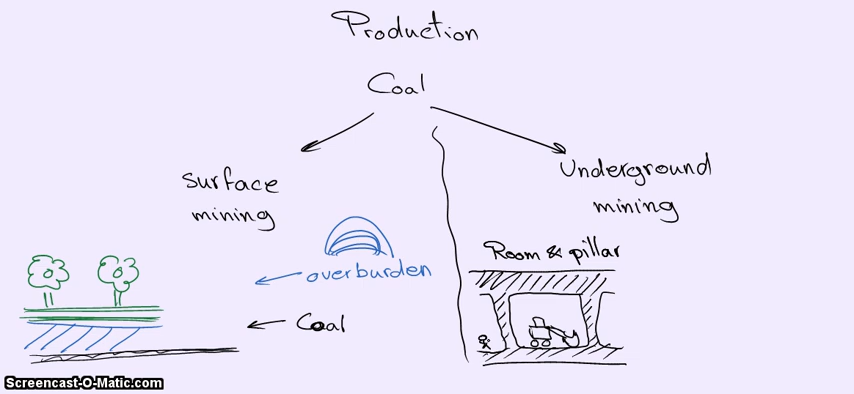 Production
Coal
Surface
mining
Underground
mining
Room & pillar
overburden
Coal
Screencast-O-Matic.com